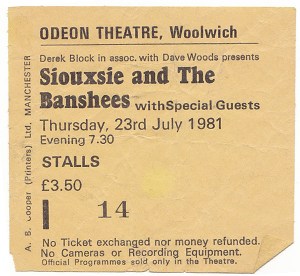 ODEON THEATRE, Woolwich
Derek Block in assoc. with Dave Woods presents
Siouxsie and The
Banshees with Special Guests
Thursday, 23rd July 1981
Evening 7.30
STALLS
£3.50
14
No Ticket exchanged nor money refunded.
No Cameras or Recording Equipment.
Official Programmes sold only in the Theatre.
A. B. Cooper (Printers) Ltd, MANCHESTER